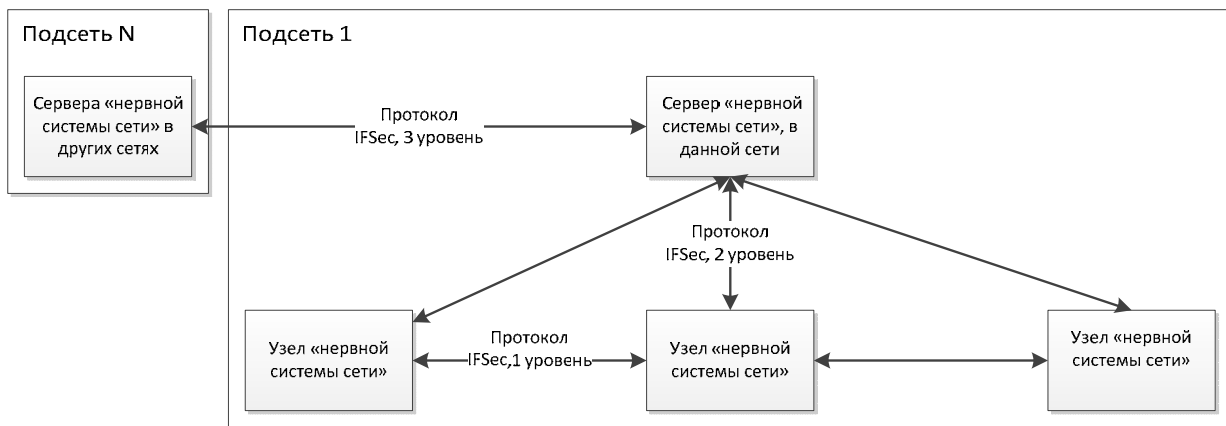 Подсеть N
Подсеть 1
Сервера «нервной
системы сети» в
других сетях
Протокол
IFSec, 3 уровень
Сервер «нервной
системы сети», в
данной сети
Протокол
IFSec, 2 уровень
Узел «нервной
системы сети»
Протокол
IFSec,1 уровень
Узел «нервной
системы сети»
Узел «нервной
системы сети»